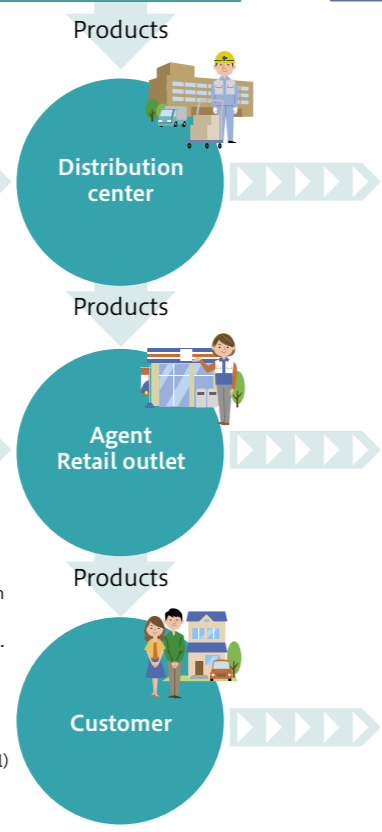 Products
Distribution
center
Products
Agent
Retail outlet
Products
Customer